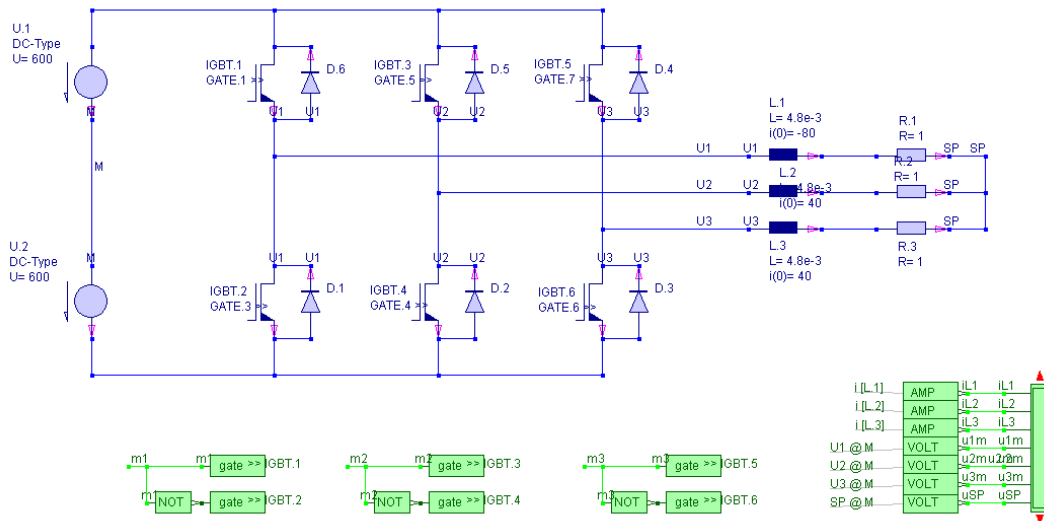 U.1
DC-Type
U= 600
IGBT.1
GATE.1 >>
D.6
IGBT.3
GATE.5 >>
D.5
IGBT.5
GATE.7 >>
D.4
M
U1 U1
U2 U2
U3 U3
M
L.1
L= 4.8e-3
i(0)= -80
R.1
R= 1
U1 U1
SP SP
L.2
L= 4.8e-3
i(0)= 40
R.2
R= 1
U2 U2
SP
U3 U3
SP
L.3
L= 4.8e-3
i(0)= 40
R.3
R= 1
U.2
DC-Type
U= 600
M
U1 U1
U2 U2
U3 U3
IGBT.2
GATE.3 >>
D.1
IGBT.4
GATE.4 >>
D.2
IGBT.6
GATE.6 >>
D.3
i [L.1] AMP iL1 iL1
i [L.2] AMP iL2 iL2
i [L.3] AMP iL3 iL3
U1 @ M VOLT u1m u1m
U2 @ M VOLT u2m u2m
U3 @ M VOLT u3m u3m
SP @ M VOLT uSP uSP
m1 m1 gate >> IGBT.1
m1 NOT gate >> IGBT.2
m2 m2 gate >> IGBT.3
m2 NOT gate >> IGBT.4
m3 m3 gate >> IGBT.5
m3 NOT gate >> IGBT.6